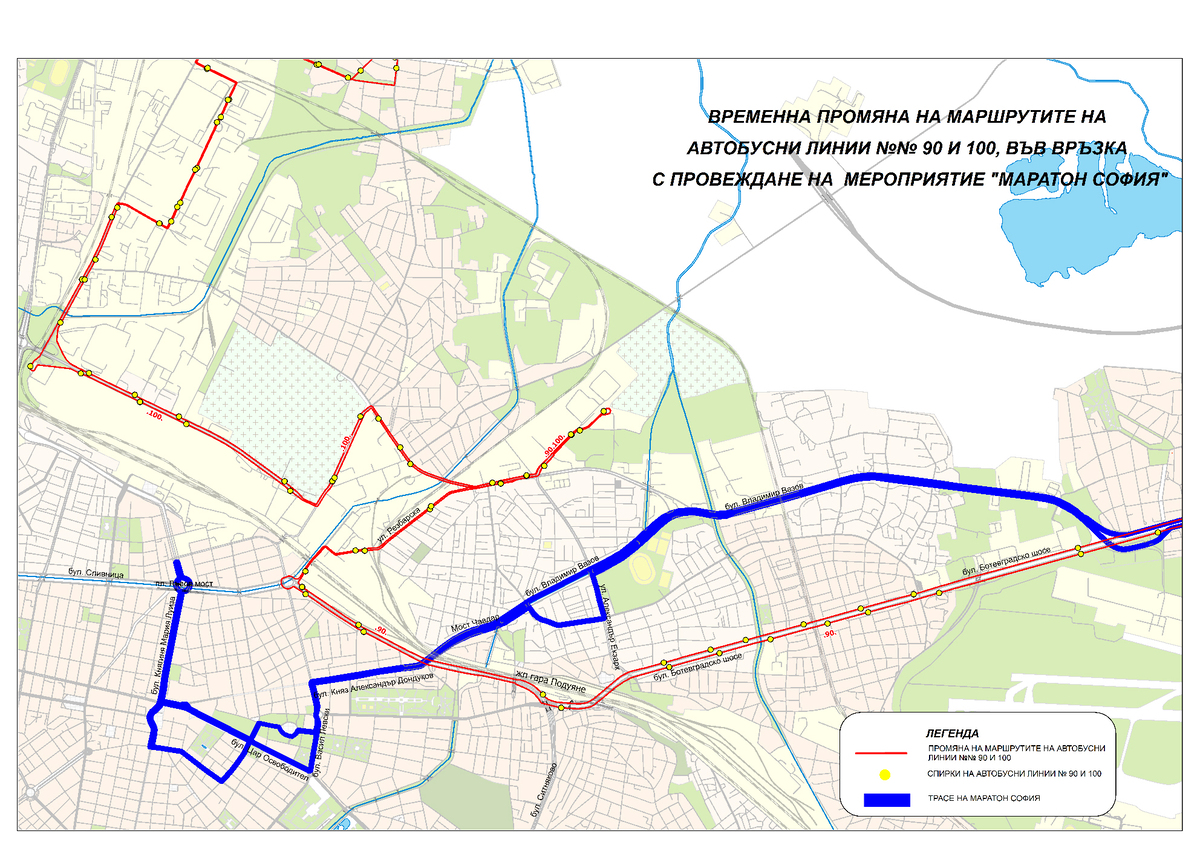 ВРЕМЕННА ПРОМЯНА НА МАРШРУТИТЕ НА
АВТОБУСНИ ЛИНИИ №№ 90 И 100, ВЪВ ВРЪЗКА
С ПРОВЕЖДАНЕ НА МЕРОПРИЯТИЕ "МАРАТОН СОФИЯ"
.100.
.100.
.90.100.
ул. Резбарска
бул. Владимир Вазов
бул. Ботевградско шосе
бул. Сливница
пл. Лъвов мост
бул. Владимир Вазов
бул. Княгиня Мария Луиза
ул. Александър Екзарх
Мост Чавдар
.90.
.90.
бул. Ботевградско шосе
жп гара Подуяне
бул. Княз Александър Дондуков
бул. Васил Левски
бул. Цар Освободител
бул. Ситняково
ЛЕГЕНДА
ПРОМЯНА НА МАРШРУТИТЕ НА АВТОБУСНИ
ЛИНИИ №№ 90 И 100
СПИРКИ НА АВТОБУСНИ ЛИНИИ № 90 И 100
ТРАСЕ НА МАРАТОН СОФИЯ